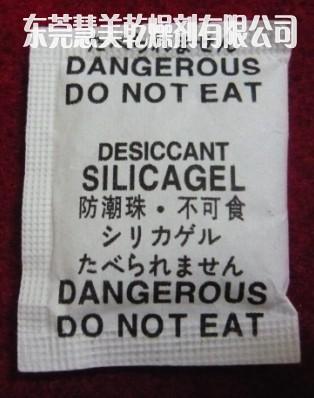 东莞慧美乾燥剂有限公司
DANGEROUS
DO NOT EAT
DESICCANT
SILICAGEL
防潮珠・不可食
シリカゲル
たべられません
DANGEROUS
DO NOT EAT